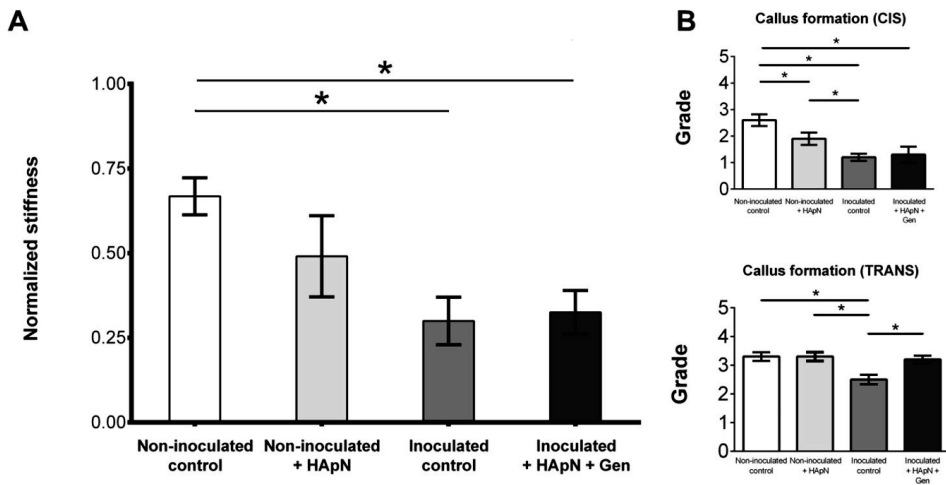 A
Normalized stiffness
1.00
0.75
0.50
0.25
0.00
*
*
Non-inoculated
control
Non-inoculated
+ HApN
Inoculated
control
Inoculated
+ HApN + Gen
B
Callus formation (CIS)
Grade
5
4
3
2
1
0
*
*
*
*
Non-inoculated
control
Non-inoculated
+ HApN
Inoculated
control
Inoculated
+ HApN +
Gen
Callus formation (TRANS)
Grade
5
4
3
2
1
0
*
*
*
Non-inoculated
control
Non-inoculated
+ HApN
Inoculated
control
Inoculated
+ HApN +
Gen